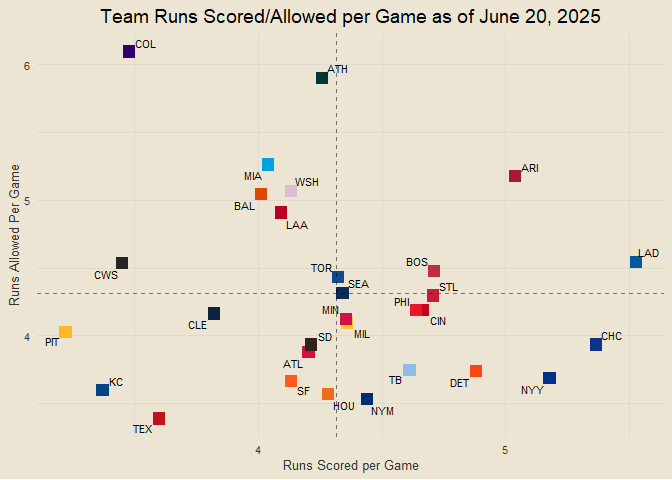 Team Runs Scored/Allowed per Game as of June 20, 2025
COL
6
ATH
MIA
WSH
ARI
BAL
5
LAA
Runs Allowed Per Game
TOR
BOS
LAD
CWS
SEA
STL
MIN
PHI
CLE
CIN
MIL
4
PIT
SD
CHC
ATL
KC
SF
TB
DET
NYY
HOU
NYM
TEX
4
5
Runs Scored per Game